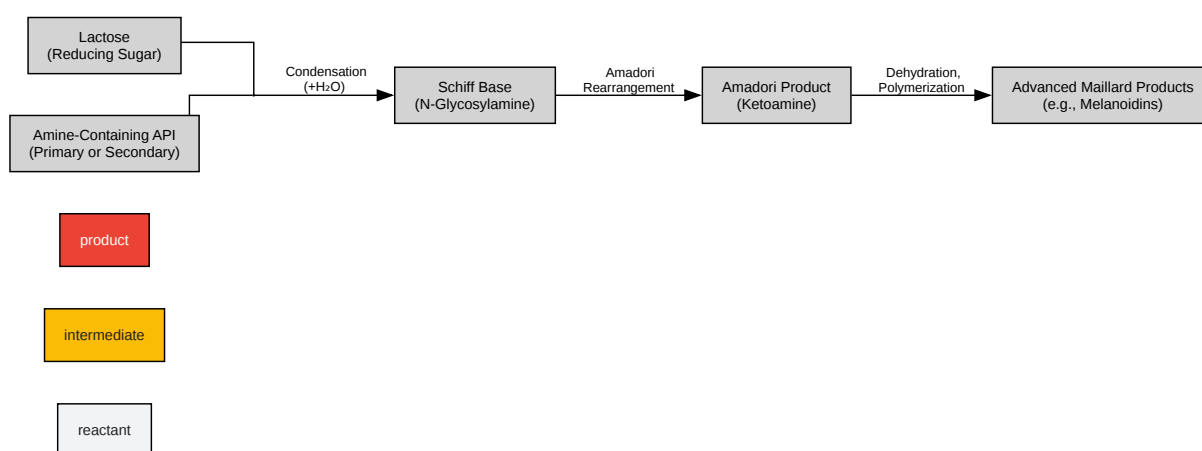 Lactose
(Reducing Sugar)
Amine-Containing API
(Primary or Secondary)
Condensation
(+H₂O)
Schiff Base
(N-Glycosylamine)
Amadori
Rearrangement
Amadori Product
(Ketoamine)
Dehydration,
Polymerization
Advanced Maillard Products
(e.g., Melanoidins)
product
intermediate
reactant